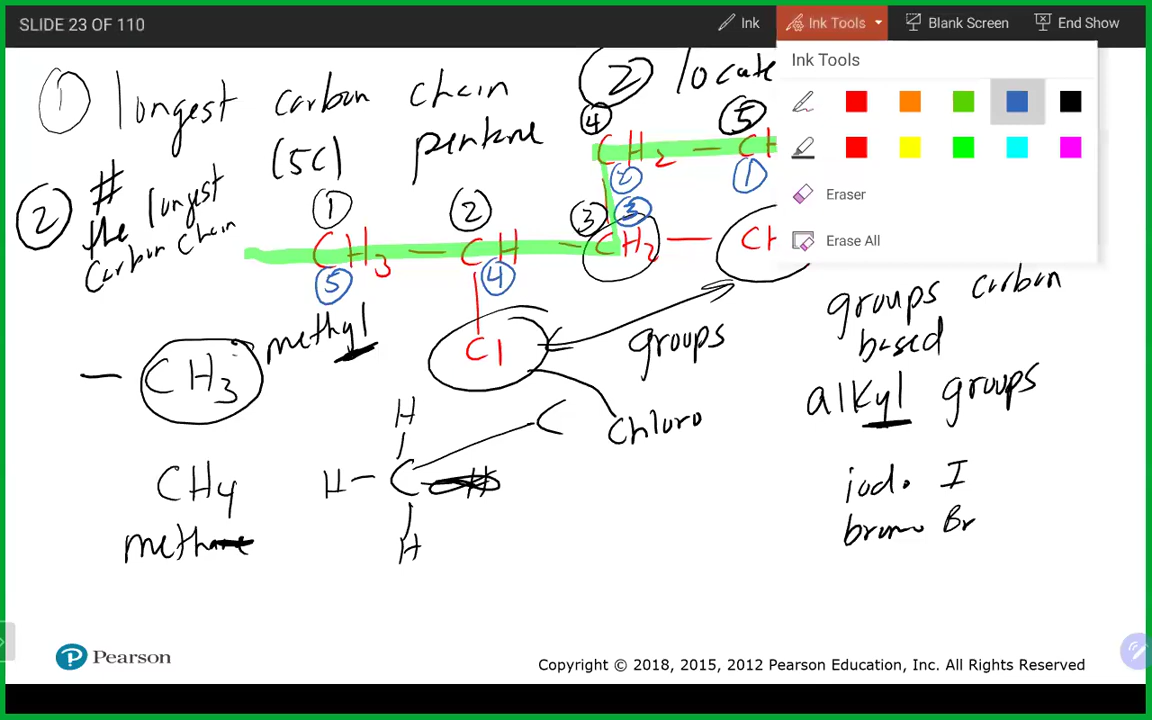 SLIDE 23 OF 110
Ink
Ink Tools
Blank Screen
End Show
Ink Tools
Eraser
Erase All
① longest carbon chain
(5C) pentane
② locate
② # the longest
Carbon Chain
④ ⑤
CH2 — CH
② ①
① ② ③ ③
CH3 — CH — CH2 — CH
⑤ ④
Cl
methyl
groups
groups carbon
based
— CH3
alkyl groups
Chloro
H
C
CH4 H — C — H
H
methane
iodo I
bromo Br
Pearson
Copyright © 2018, 2015, 2012 Pearson Education, Inc. All Rights Reserved